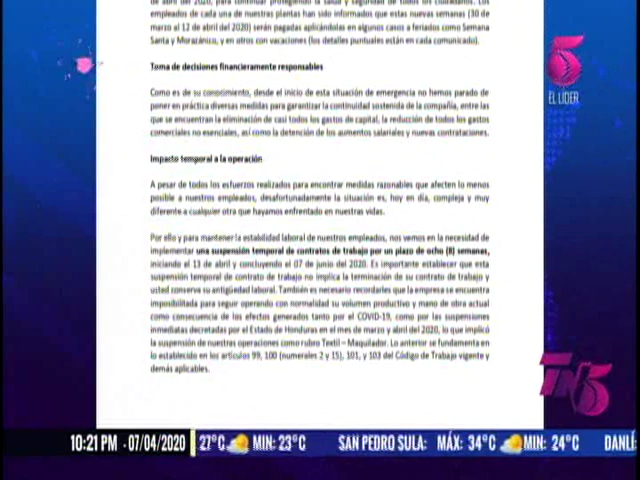 de abril del 2020, para continuar protegiendo la salud y seguridad de todos los ciudadanos. Los
empleados de cada una de nuestras plantas han sido informados que estas nuevas semanas (30 de
marzo al 12 de abril del 2020) serán pagadas aplicándolas en algunos casos a feriados como Semana
Santa y Morazánico, y en otros con vacaciones (los detalles puntuales están en cada comunicado).
Toma de decisiones financieramente responsables
Como es de su conocimiento, desde el inicio de esta situación de emergencia no hemos parado de
poner en práctica diversas medidas para garantizar la continuidad sostenida de la compañía, entre las
que se encuentran la eliminación de casi todos los gastos de capital, la reducción de todos los gastos
comerciales no esenciales, así como la detención de los aumentos salariales y nuevas contrataciones.
Impacto temporal a la operación
A pesar de todos los esfuerzos realizados para encontrar medidas razonables que afecten lo menos
posible a nuestros empleados, desafortunadamente la situación es, hoy en día, compleja y muy
diferente a cualquier otra que hayamos enfrentado en nuestras vidas.
Por ello y para mantener la estabilidad laboral de nuestros empleados, nos vemos en la necesidad de
implementar una suspensión temporal de contratos de trabajo por un plazo de ocho (8) semanas,
iniciando el 13 de abril y concluyendo el 07 de junio del 2020. Es importante establecer que esta
suspensión temporal de contrato de trabajo no implica la terminación de su contrato de trabajo y
usted conserva su antigüedad laboral. También es necesario recordarles que la empresa se encuentra
imposibilitada para seguir operando con normalidad su volumen productivo y mano de obra actual
como consecuencia de los efectos generados tanto por el COVID-19, como por las suspensiones
inmediatas decretadas por el Estado de Honduras en el mes de marzo y abril del 2020, lo que implicó
la suspensión de nuestras operaciones como rubro Textil – Maquilador. Lo anterior se fundamenta en
lo establecido en los artículos 99, 100 (numerales 2 y 15), 101, y 103 del Código de Trabajo vigente y
demás aplicables.
5
EL LIDER
TN5
10:21 PM - 07/04/2020 27°C MIN: 23°C SAN PEDRO SULA: MÁX: 34°C MIN: 24°C DANLÍ: